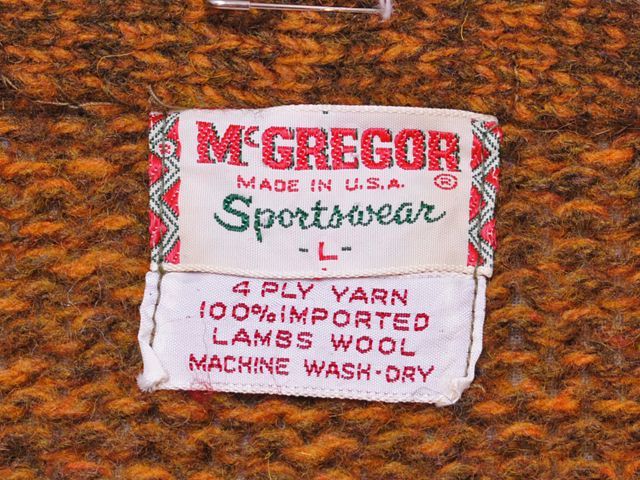 McGREGOR
MADE IN U.S.A. ®
Sportswear
- L -
4 PLY YARN
100% IMPORTED
LAMBS WOOL
MACHINE WASH-DRY